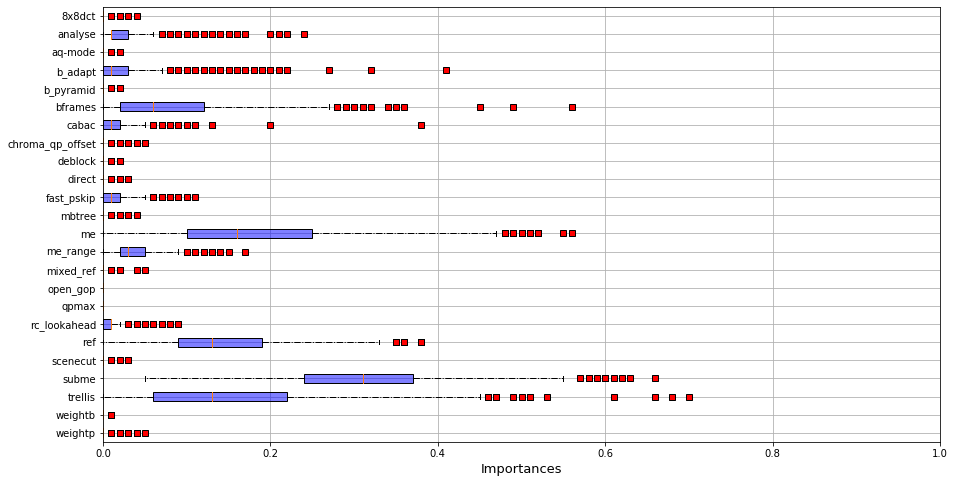 8x8dct
analyse
aq-mode
b_adapt
b_pyramid
bframes
cabac
chroma_qp_offset
deblock
direct
fast_pskip
mbtree
me
me_range
mixed_ref
open_gop
qpmax
rc_lookahead
ref
scenecut
subme
trellis
weightb
weightp
0.0 0.2 0.4 0.6 0.8 1.0
Importances